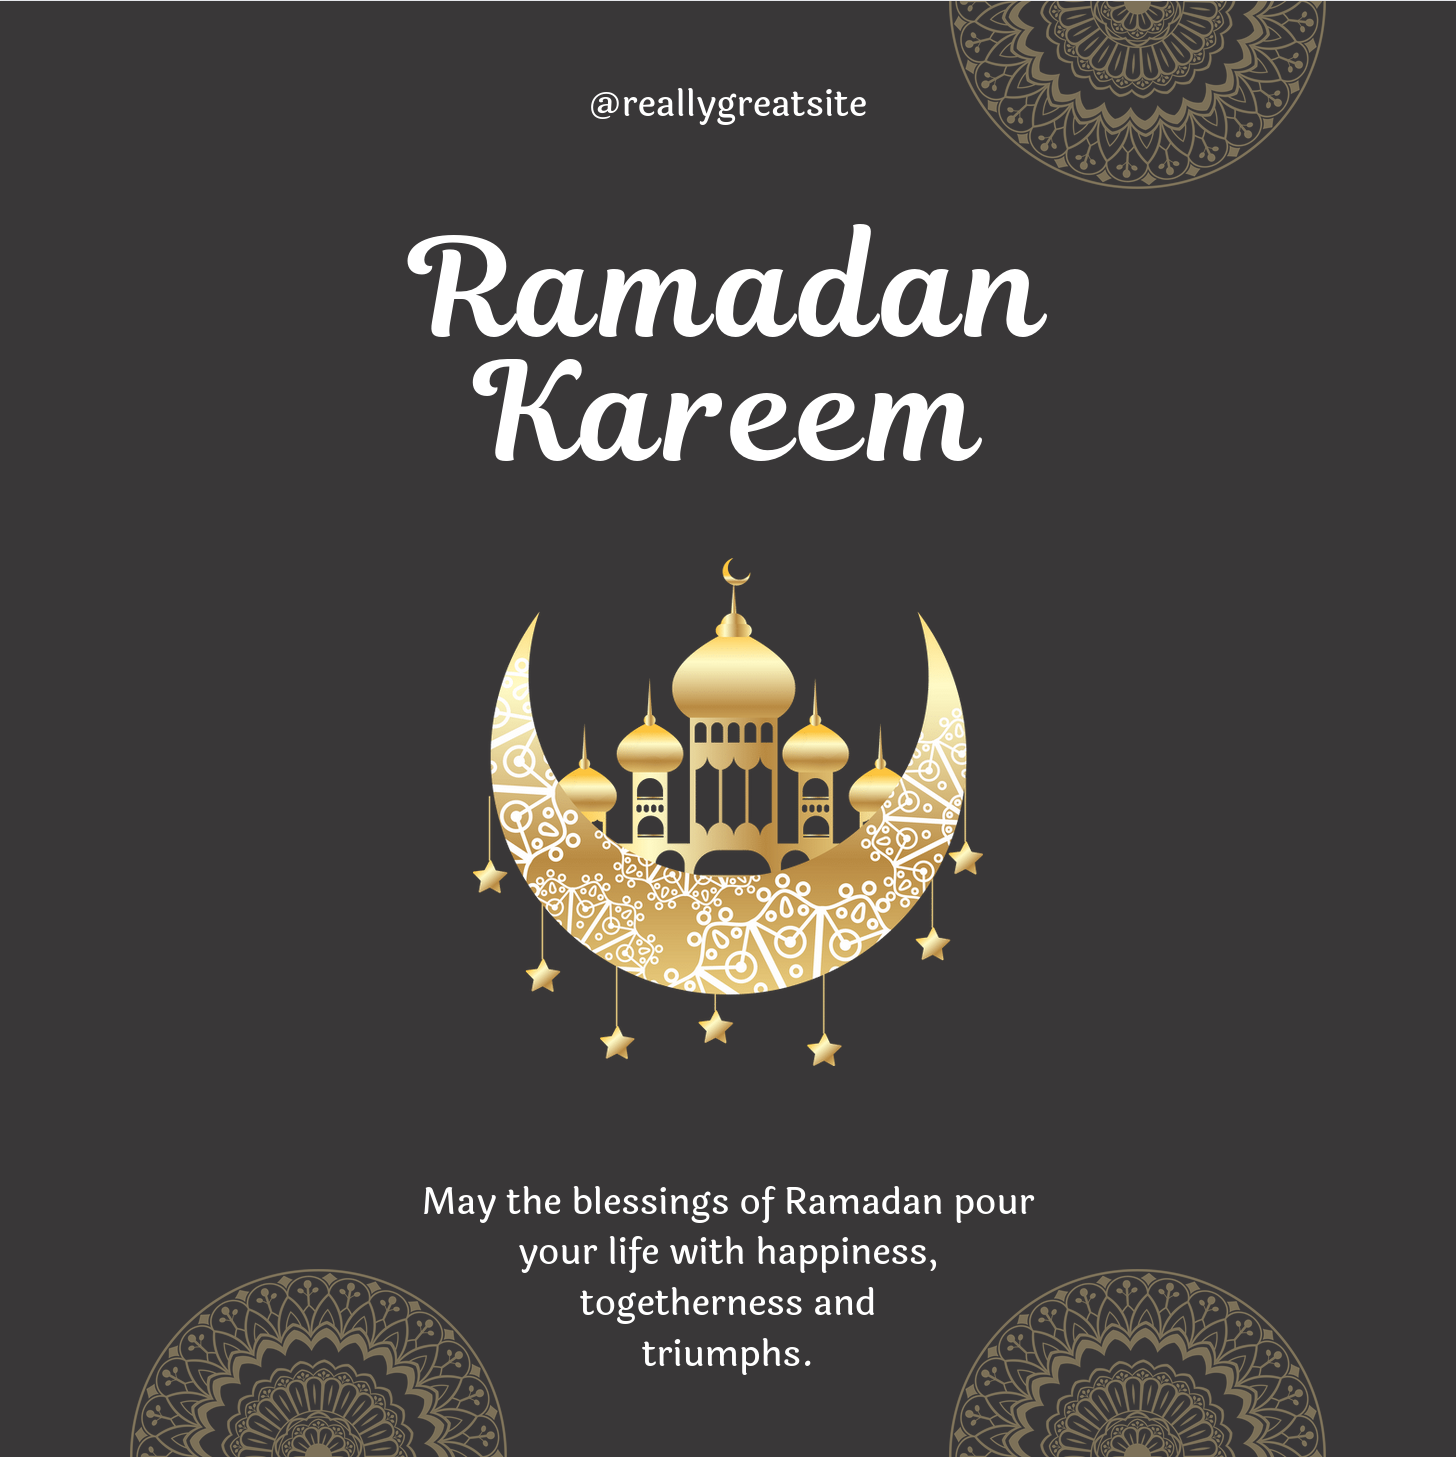 @reallygreatsite
Ramadan
Kareem
May the blessings of Ramadan pour
your life with happiness,
togetherness and
triumphs.